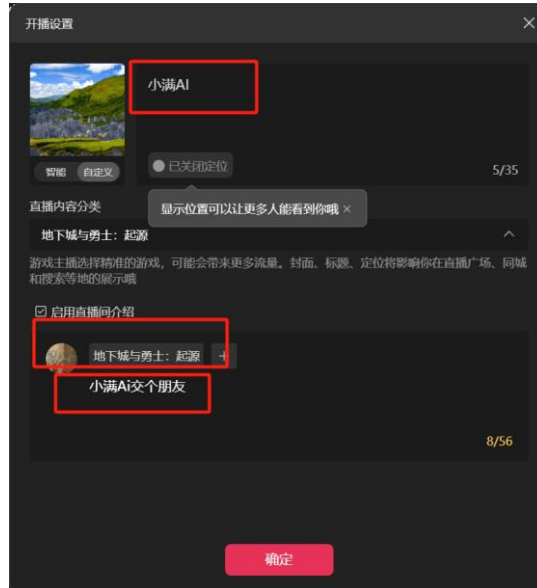 开播设置
小满AI
智能 自定义
已关闭定位
5/35
直播内容分类
显示位置可以让更多人能看到你哦 ×
地下城与勇士：起源
游戏主播选择精准的游戏，可能会带来更多流量。封面、标题、定位将影响你在直播广场、同城
和搜索等地的展示哦
启用直播间介绍
地下城与勇士：起源 +
小满Ai交个朋友
8/56
确定